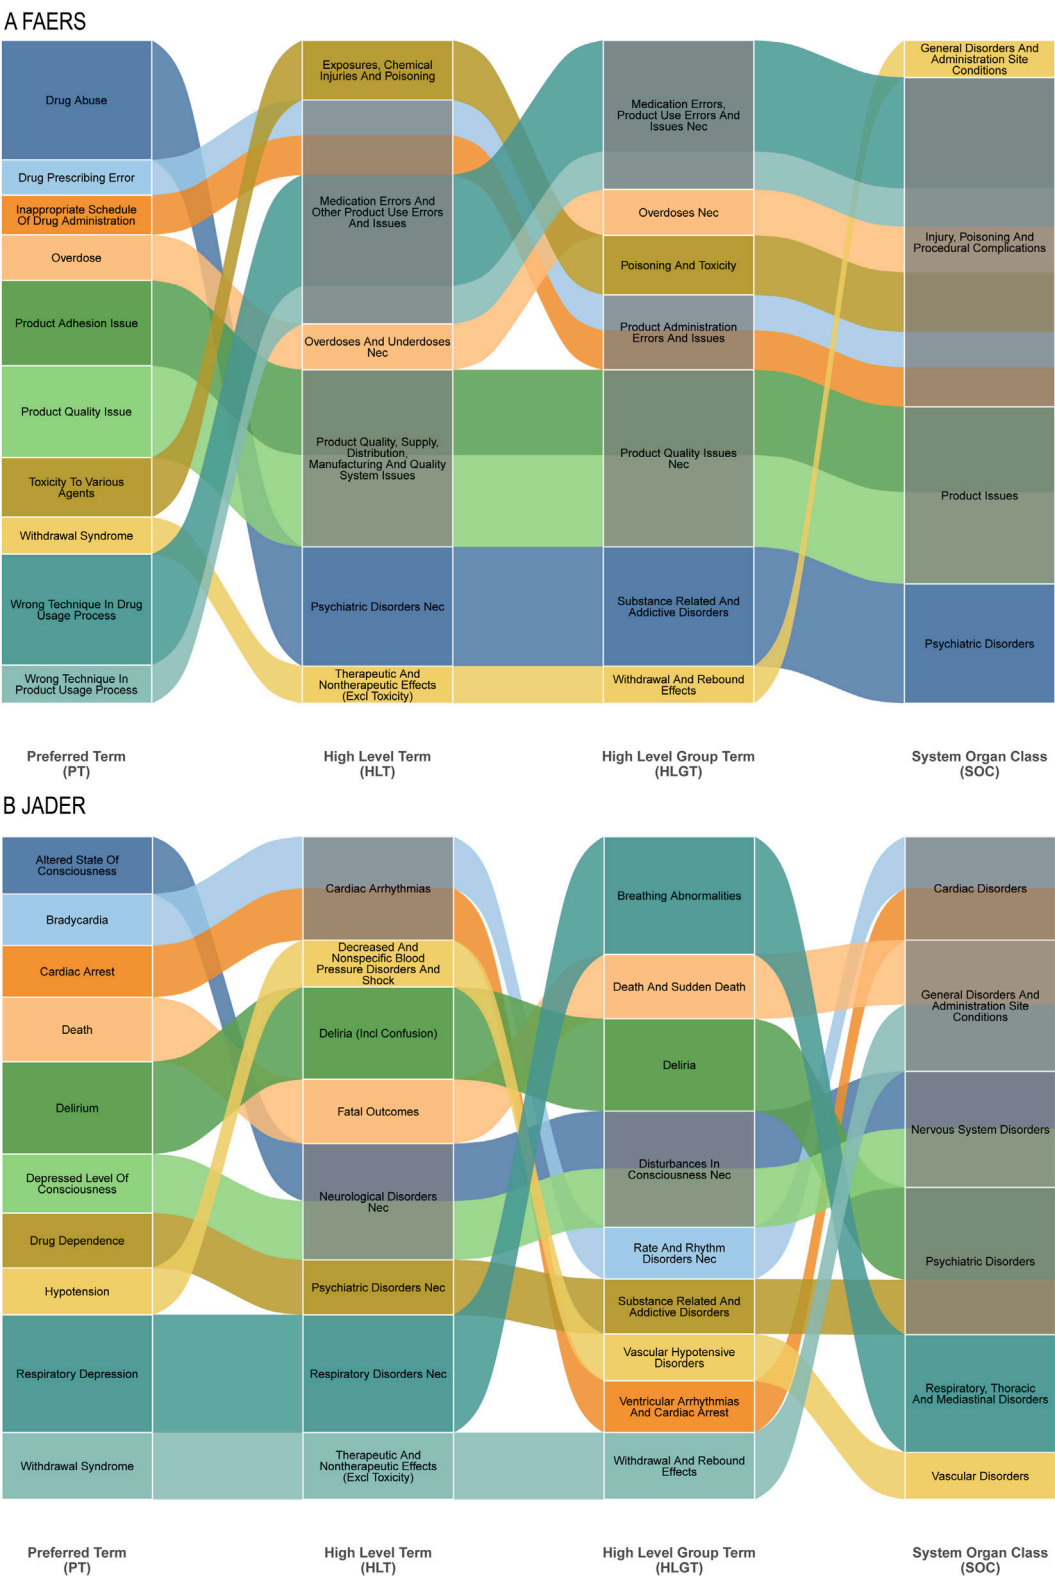 A FAERS
Drug Abuse
Drug Prescribing Error
Inappropriate Schedule
Of Drug Administration
Overdose
Product Adhesion Issue
Product Quality Issue
Toxicity To Various
Agents
Withdrawal Syndrome
Wrong Technique In Drug
Usage Process
Wrong Technique In
Product Usage Process
Exposures, Chemical
Injuries And Poisoning
Medication Errors And
Other Product Use Errors
And Issues
Overdoses And Underdoses
Nec
Product Quality, Supply,
Distribution,
Manufacturing And Quality
System Issues
Psychiatric Disorders Nec
Therapeutic And
Nontherapeutic Effects
(Excl Toxicity)
Medication Errors,
Product Use Errors And
Issues Nec
Overdoses Nec
Poisoning And Toxicity
Product Administration
Errors And Issues
Product Quality Issues
Nec
Substance Related And
Addictive Disorders
Withdrawal And Rebound
Effects
General Disorders And
Administration Site
Conditions
Injury, Poisoning And
Procedural Complications
Product Issues
Psychiatric Disorders
Preferred Term
(PT)
High Level Term
(HLT)
High Level Group Term
(HLGT)
System Organ Class
(SOC)
B JADER
Altered State Of
Consciousness
Bradycardia
Cardiac Arrest
Death
Delirium
Depressed Level Of
Consciousness
Drug Dependence
Hypotension
Respiratory Depression
Withdrawal Syndrome
Cardiac Arrhythmias
Decreased And
Nonspecific Blood
Pressure Disorders And
Shock
Deliria (Incl Confusion)
Fatal Outcomes
Neurological Disorders
Nec
Psychiatric Disorders Nec
Respiratory Disorders Nec
Therapeutic And
Nontherapeutic Effects
(Excl Toxicity)
Breathing Abnormalities
Death And Sudden Death
Deliria
Disturbances In
Consciousness Nec
Rate And Rhythm
Disorders Nec
Substance Related And
Addictive Disorders
Vascular Hypotensive
Disorders
Ventricular Arrhythmias
And Cardiac Arrest
Withdrawal And Rebound
Effects
Cardiac Disorders
General Disorders And
Administration Site
Conditions
Nervous System Disorders
Psychiatric Disorders
Respiratory, Thoracic
And Mediastinal Disorders
Vascular Disorders
Preferred Term
(PT)
High Level Term
(HLT)
High Level Group Term
(HLGT)
System Organ Class
(SOC)